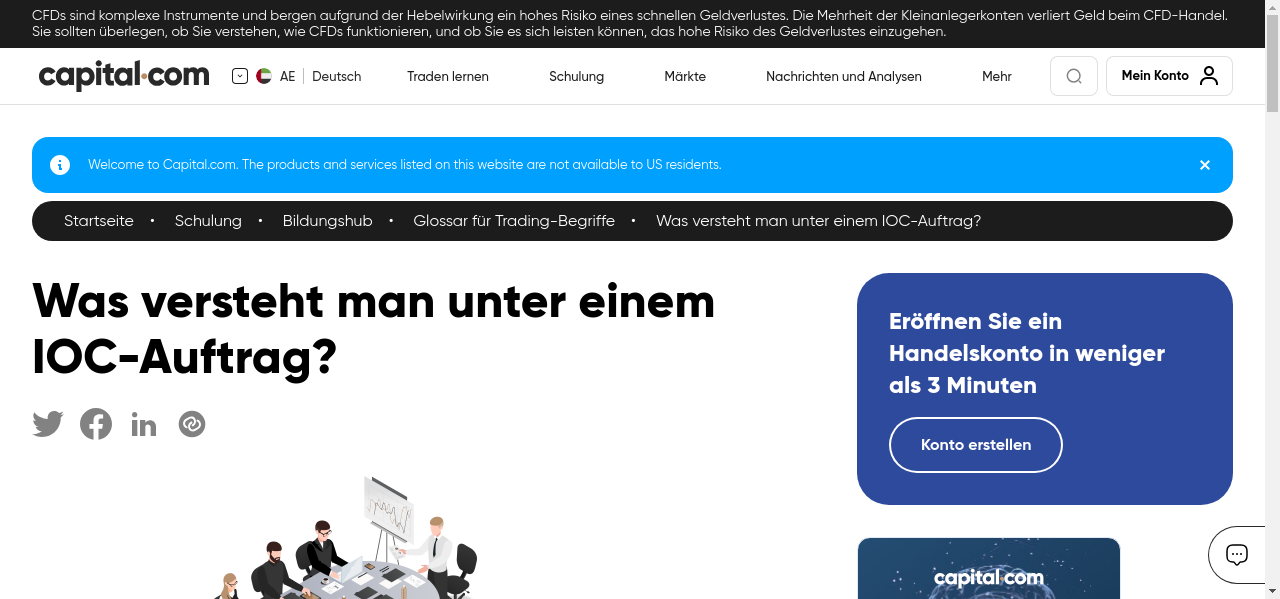 CFDs sind komplexe Instrumente und bergen aufgrund der Hebelwirkung ein hohes Risiko eines schnellen Geldverlustes. Die Mehrheit der Kleinanlegerkonten verliert Geld beim CFD-Handel.
Sie sollten überlegen, ob Sie verstehen, wie CFDs funktionieren, und ob Sie es sich leisten können, das hohe Risiko des Geldverlustes einzugehen.
capital.com AE Deutsch Traden lernen Schulung Märkte Nachrichten und Analysen Mehr Mein Konto
Welcome to Capital.com. The products and services listed on this website are not available to US residents.
Startseite • Schulung • Bildungshub • Glossar für Trading-Begriffe • Was versteht man unter einem IOC-Auftrag?
Was versteht man unter einem
IOC-Auftrag?
Eröffnen Sie ein
Handelskonto in weniger
als 3 Minuten
Konto erstellen
capital.com